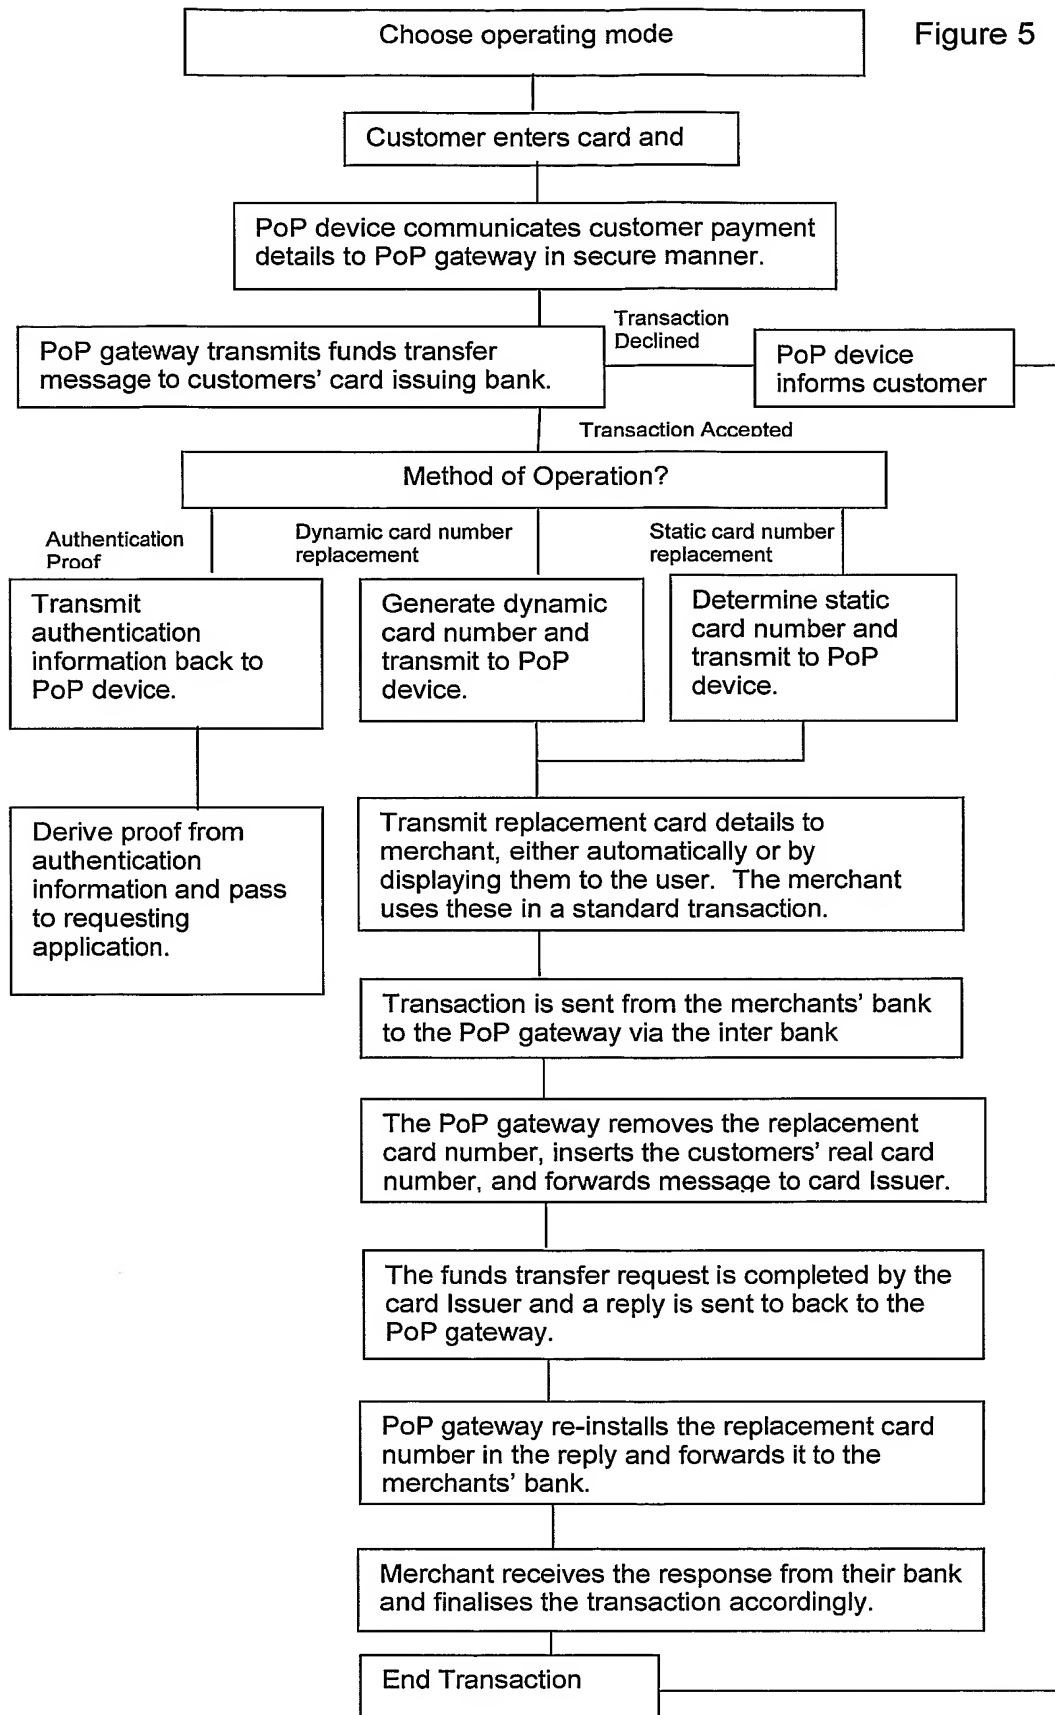 Choose operating mode
Figure 5
Customer enters card and
PoP device communicates customer payment
details to PoP gateway in secure manner.
PoP gateway transmits funds transfer
message to customers' card issuing bank.
Transaction
Declined
PoP device
informs customer
Transaction Accepted
Method of Operation?
Authentication
Proof
Dynamic card number
replacement
Static card number
replacement
Transmit
authentication
information back to
PoP device.
Generate dynamic
card number and
transmit to PoP
device.
Determine static
card number and
transmit to PoP
device.
Derive proof from
authentication
information and pass
to requesting
application.
Transmit replacement card details to
merchant, either automatically or by
displaying them to the user. The merchant
uses these in a standard transaction.
Transaction is sent from the merchants' bank
to the PoP gateway via the inter bank
The PoP gateway removes the replacement
card number, inserts the customers' real card
number, and forwards message to card Issuer.
The funds transfer request is completed by the
card Issuer and a reply is sent to back to the
PoP gateway.
PoP gateway re-installs the replacement card
number in the reply and forwards it to the
merchants' bank.
Merchant receives the response from their bank
and finalises the transaction accordingly.
End Transaction